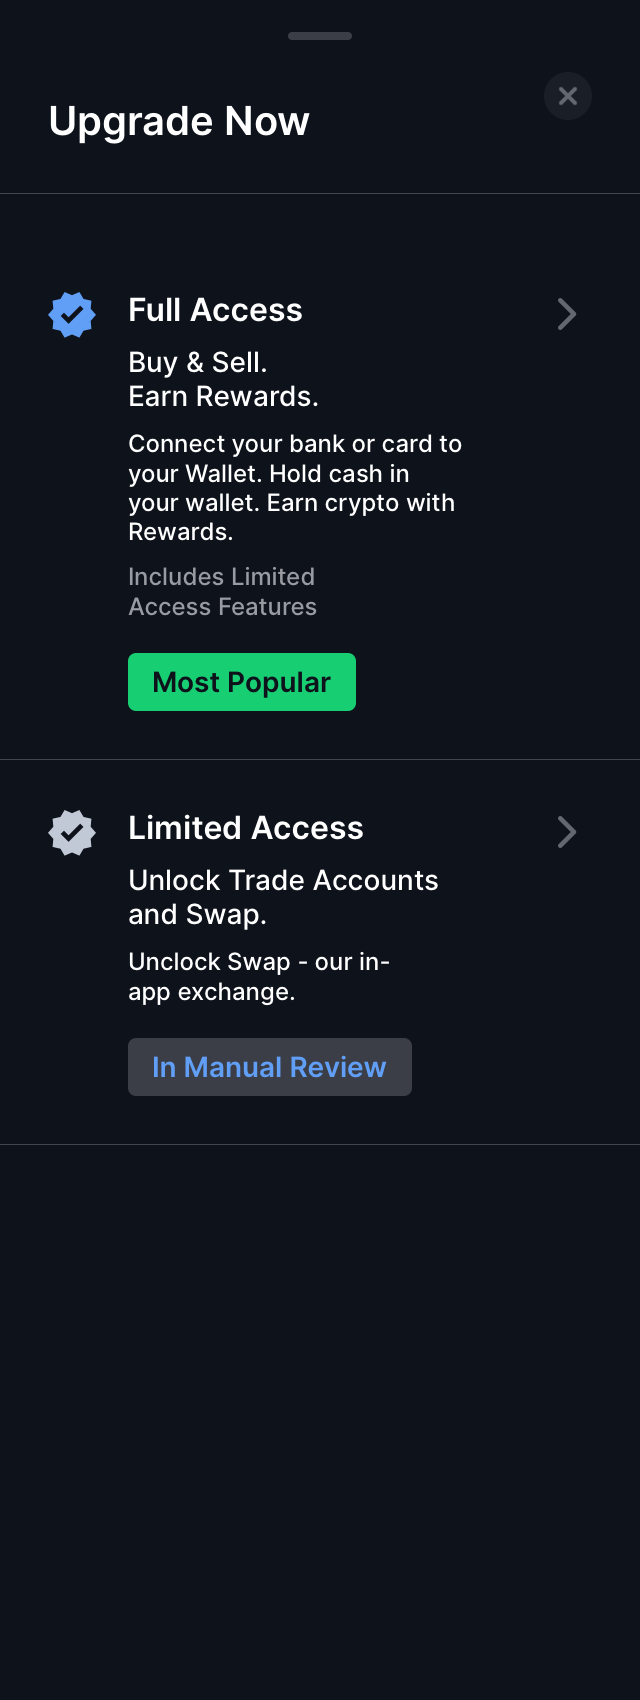 Upgrade Now
Full Access
Buy & Sell.
Earn Rewards.
Connect your bank or card to
your Wallet. Hold cash in
your wallet. Earn crypto with
Rewards.
Includes Limited
Access Features
Most Popular
Limited Access
Unlock Trade Accounts
and Swap.
Unclock Swap - our in-
app exchange.
In Manual Review